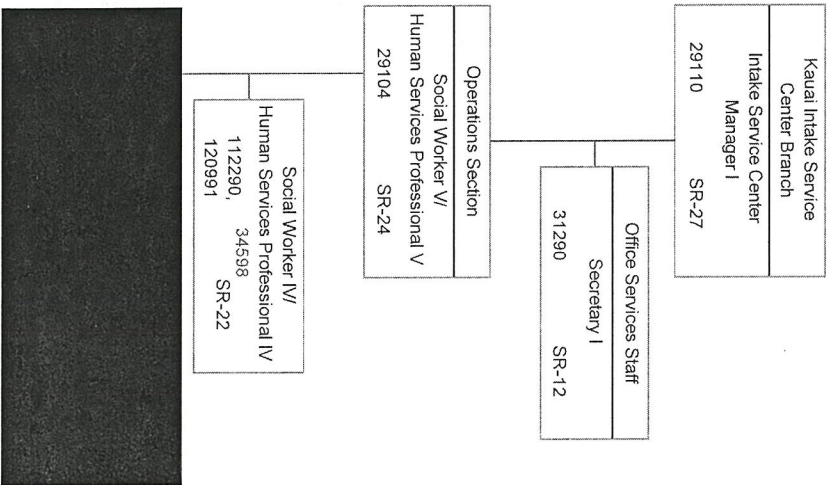 Kauai Intake Service
Center Branch
Intake Service Center
Manager I
29110 SR-27
Office Services Staff
Secretary I
31290 SR-12
Operations Section
Social Worker V/
Human Services Professional V
29104 SR-24
Social Worker IV/
Human Services Professional IV
112290, 34598
120991 SR-22